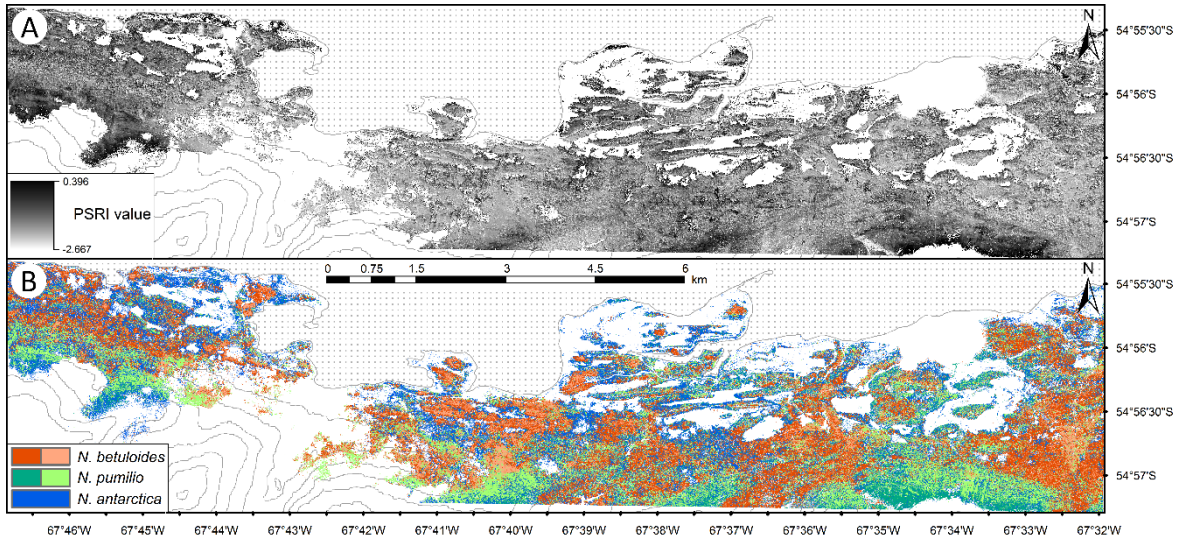 A
N
54°55'30"S
54°56'S
54°56'30"S
54°57'S
0.396
PSRI value
-2.667
B
0 0.75 1.5 3 4.5 6
km
N
54°55'30"S
54°56'S
54°56'30"S
54°57'S
N. betuloides
N. pumilio
N. antarctica
67°46'W 67°45'W 67°44'W 67°43'W 67°42'W 67°41'W 67°40'W 67°39'W 67°38'W 67°37'W 67°36'W 67°35'W 67°34'W 67°33'W 67°32'W